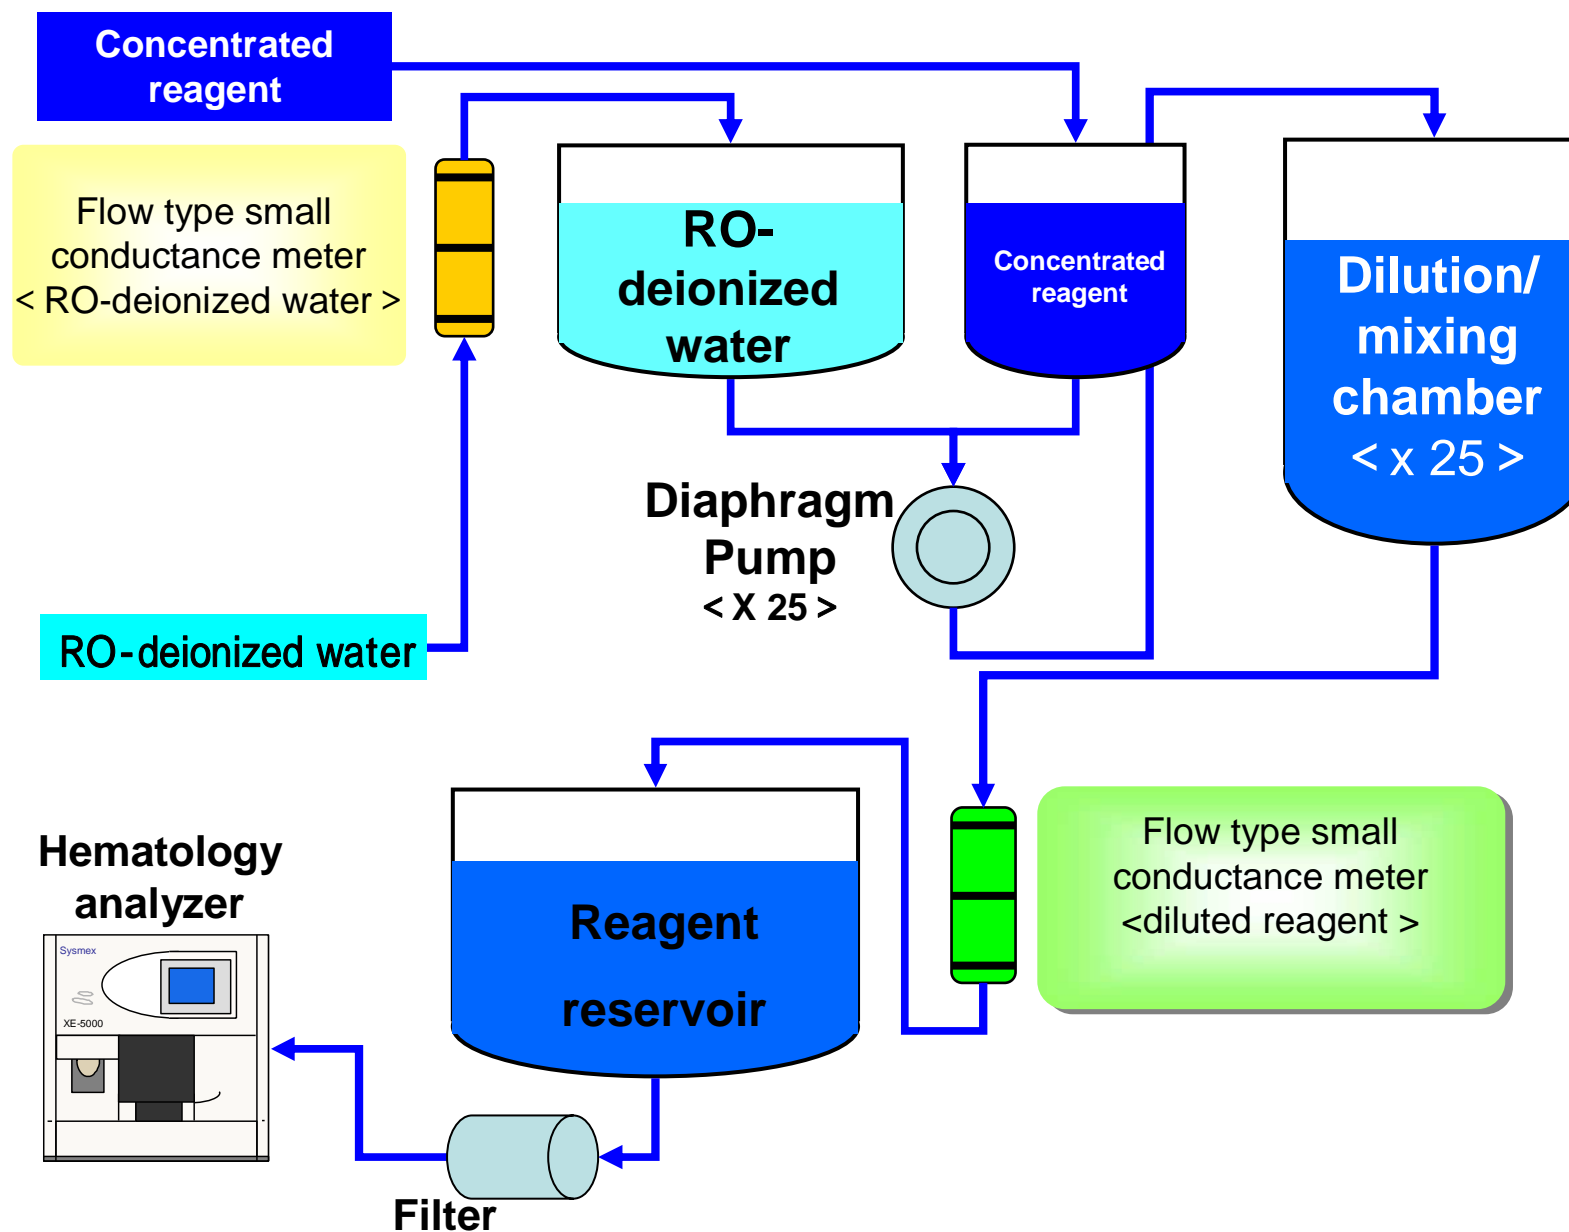 Concentrated
reagent
Flow type small
conductance meter
< RO-deionized water >
RO-
deionized
water
Concentrated
reagent
Dilution/
mixing
chamber
< x 25 >
Diaphragm
Pump
< X 25 >
RO-deionized water
Flow type small
conductance meter
<diluted reagent >
Reagent
reservoir
Hematology
analyzer
Sysmex
XE-5000
Filter